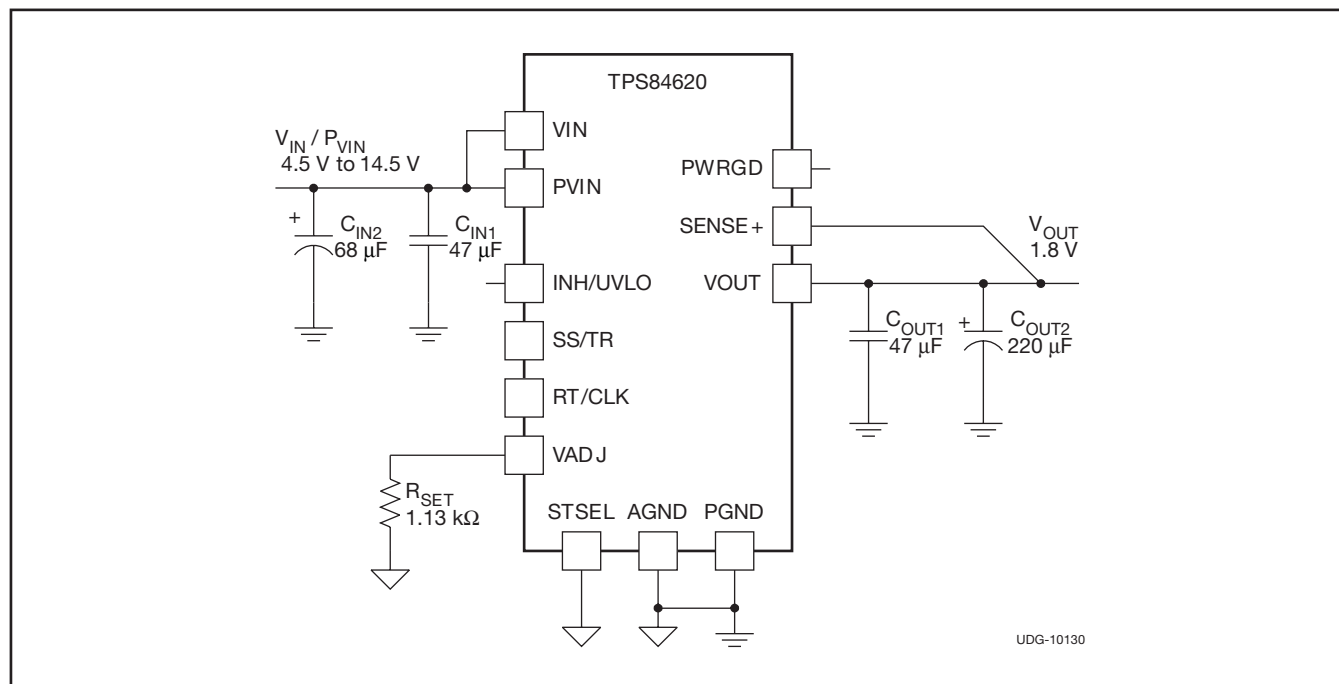 TPS84620
VIN
V_IN / P_VIN
4.5 V to 14.5 V
PVIN
PWRGD
SENSE+
V_OUT
1.8 V
+
C_IN2
68 μF
C_IN1
47 μF
INH/UVLO
VOUT
C_OUT1
47 μF
+
C_OUT2
220 μF
SS/TR
RT/CLK
VADJ
R_SET
1.13 kΩ
STSEL
AGND
PGND
UDG-10130